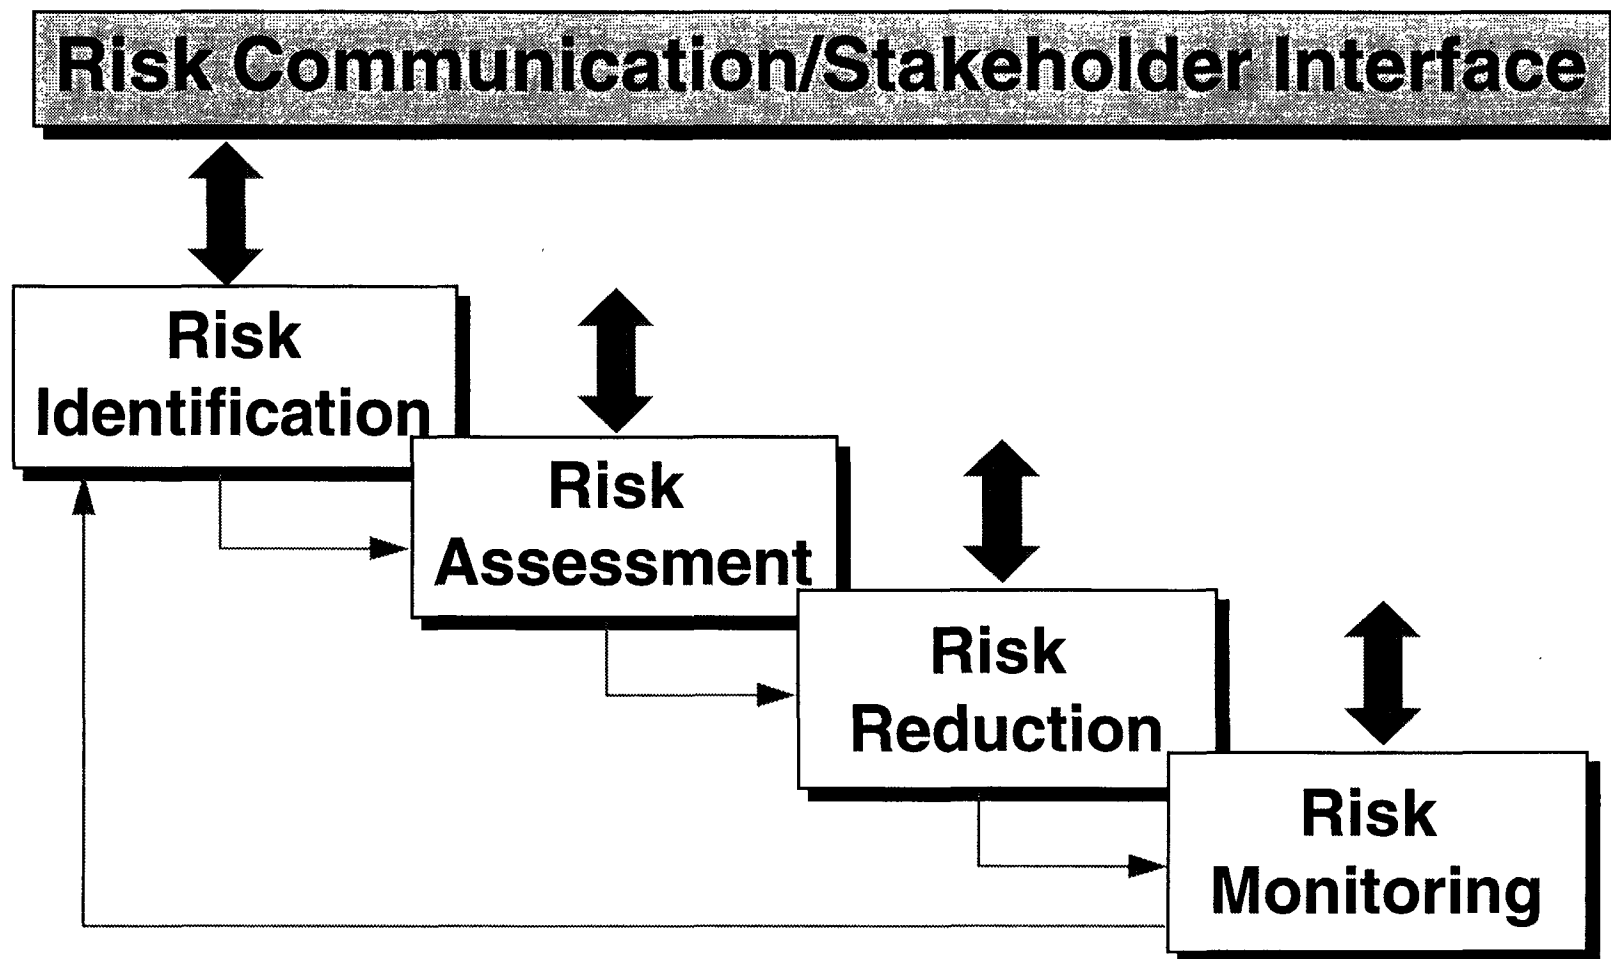 Risk Communication/Stakeholder Interface
Risk
Identification
Risk
Assessment
Risk
Reduction
Risk
Monitoring